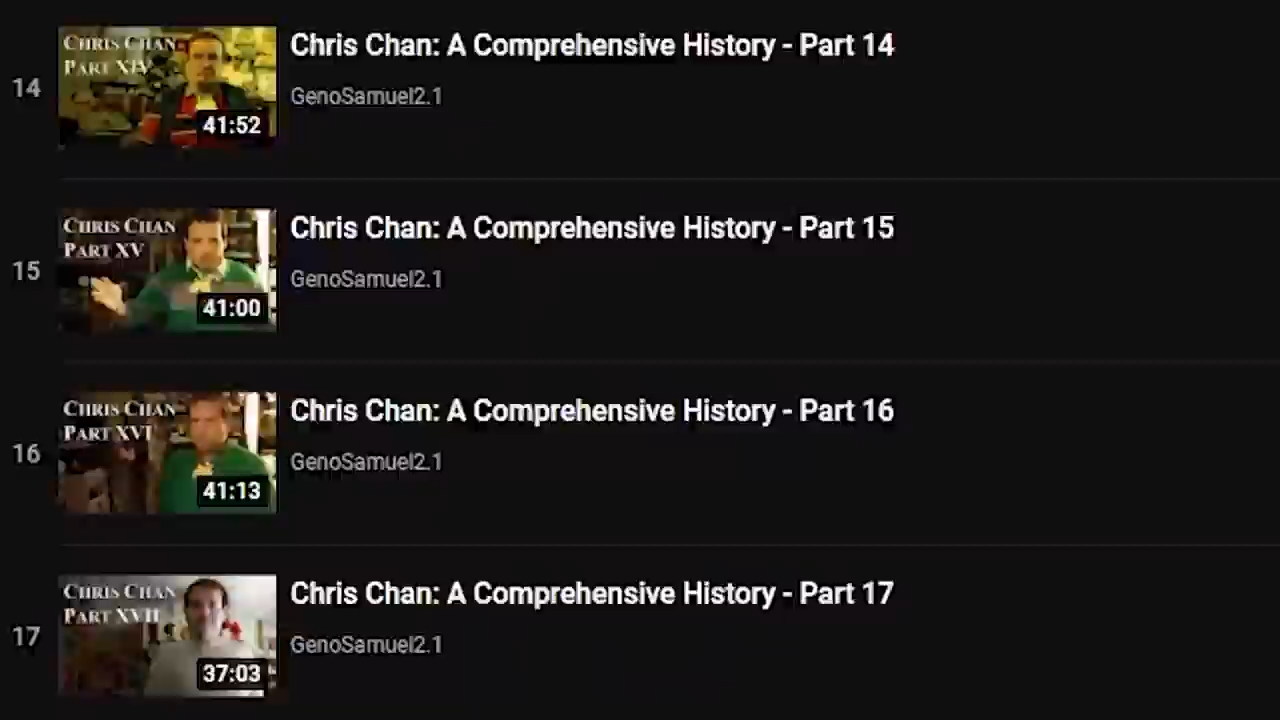 14
CHRIS CHAN
PART XIV
41:52
Chris Chan: A Comprehensive History - Part 14
GenoSamuel2.1
15
CHRIS CHAN
PART XV
41:00
Chris Chan: A Comprehensive History - Part 15
GenoSamuel2.1
16
CHRIS CHAN
PART XVI
41:13
Chris Chan: A Comprehensive History - Part 16
GenoSamuel2.1
17
CHRIS CHAN
PART XVII
37:03
Chris Chan: A Comprehensive History - Part 17
GenoSamuel2.1